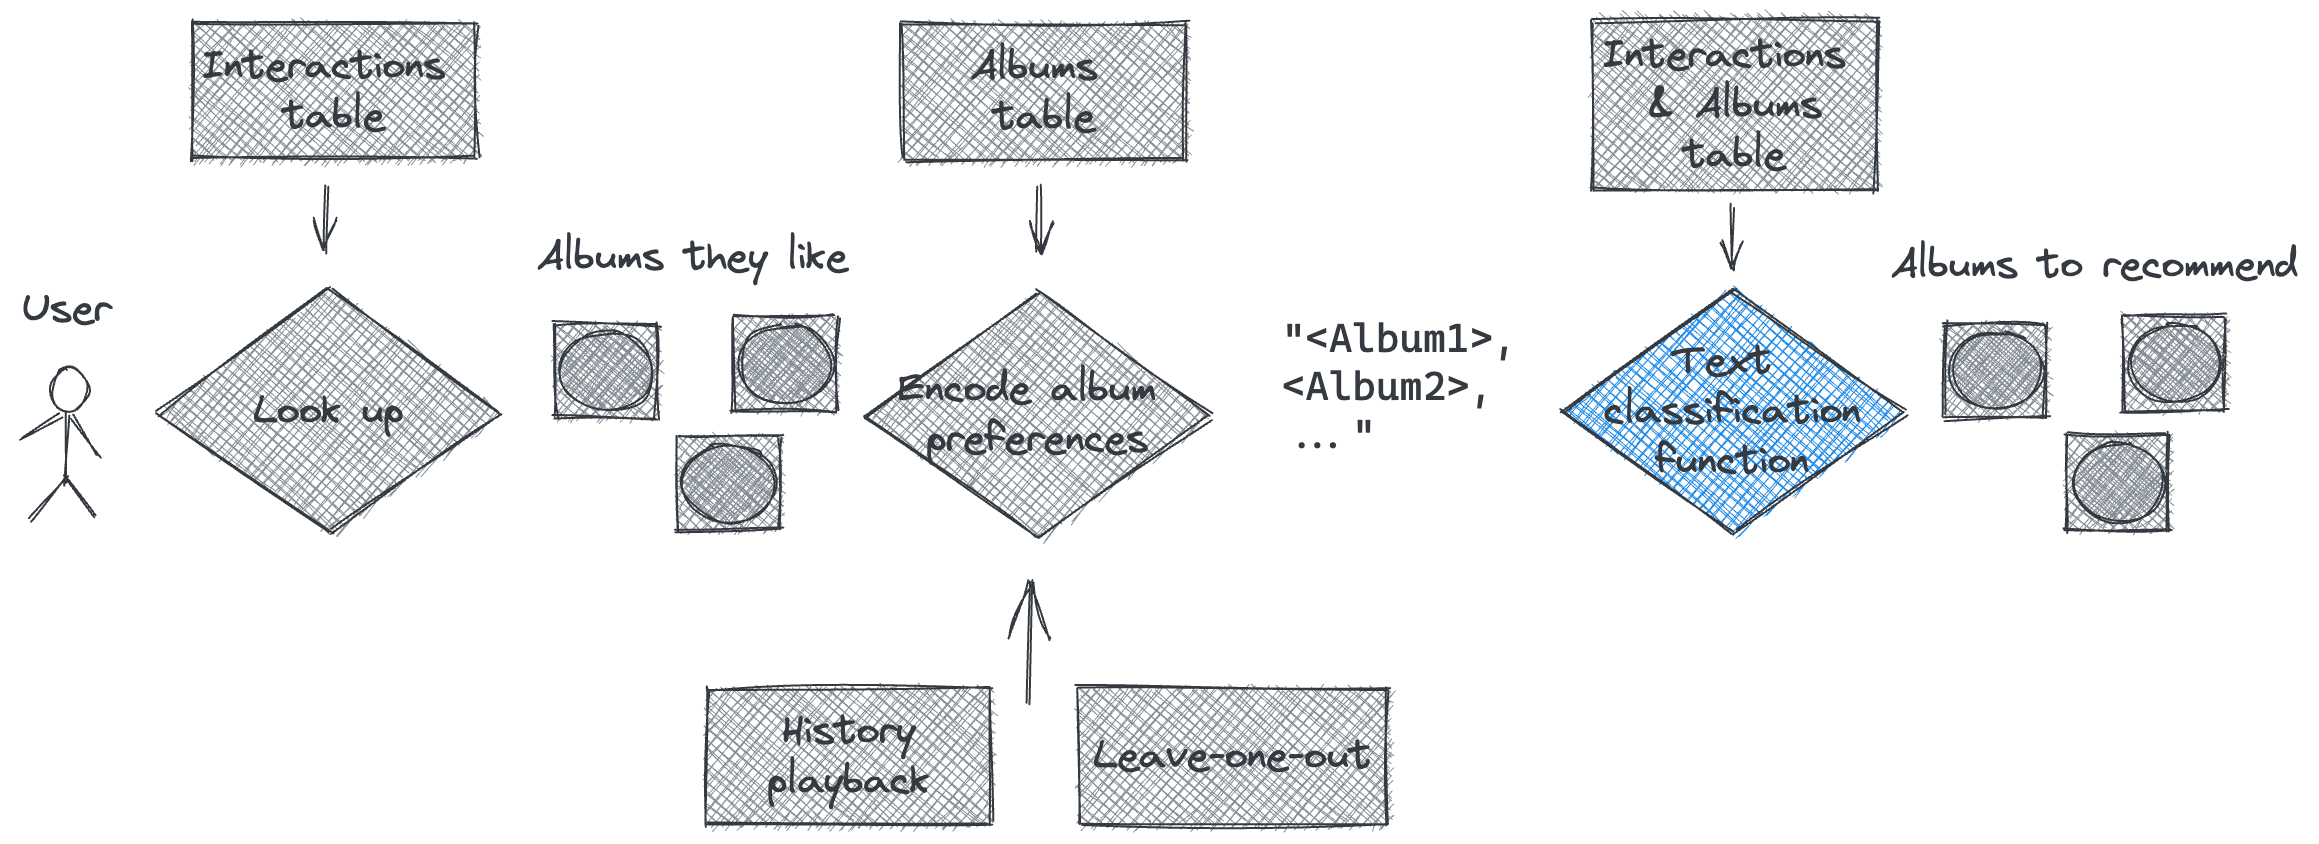 Interactions
table
Albums
table
Interactions
& Albums
table
User
Look up
Albums they like
Encode album
preferences
"<Album1>,
<Album2>,
... "
Text
classification
function
Albums to recommend
History
playback
Leave-one-out